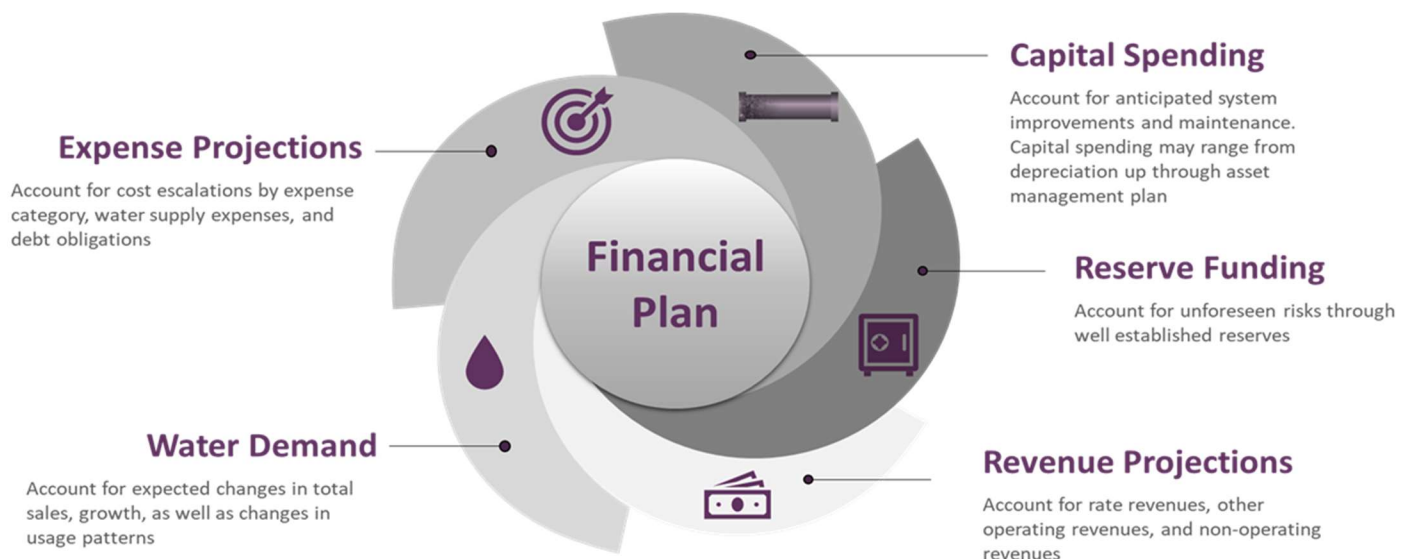 Capital Spending
Account for anticipated system
improvements and maintenance.
Capital spending may range from
depreciation up through asset
management plan
Expense Projections
Account for cost escalations by expense
category, water supply expenses, and
debt obligations
Financial
Plan
Reserve Funding
Account for unforeseen risks through
well established reserves
Water Demand
Account for expected changes in total
sales, growth, as well as changes in
usage patterns
Revenue Projections
Account for rate revenues, other
operating revenues, and non-operating
revenues